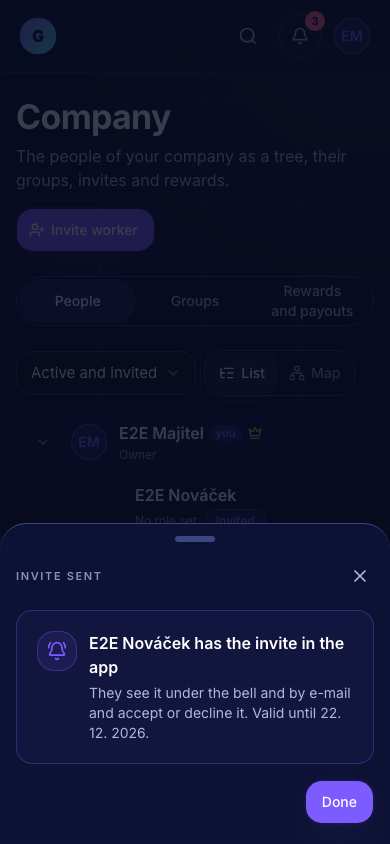 G
3
EM
Company
The people of your company as a tree, their
groups, invites and rewards.
Invite worker
People
Groups
Rewards
and payouts
Active and invited
List
Map
EM
E2E Majitel
you
Owner
E2E Nováček
No role set
Invited
INVITE SENT
E2E Nováček has the invite in the
app
They see it under the bell and by e-mail
and accept or decline it. Valid until 22.
12. 2026.
Done